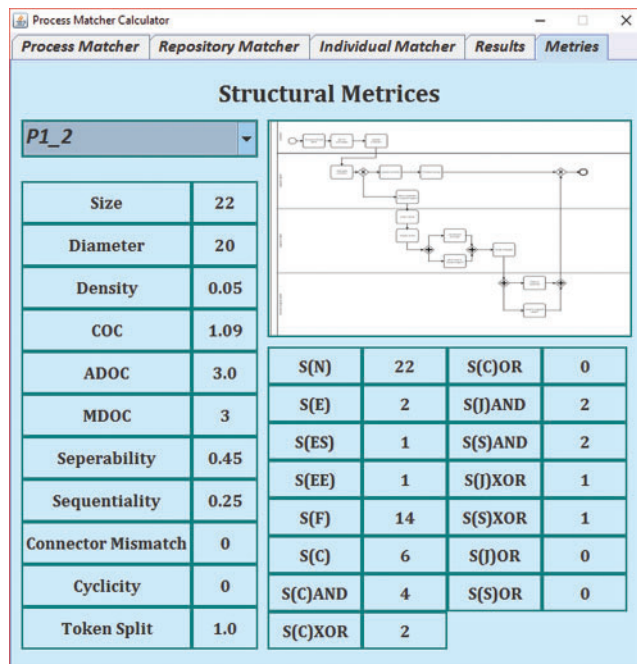 Process Matcher Calculator
Process Matcher Repository Matcher Individual Matcher Results Metries
Structural Metrices
P1_2
Size 22
Diameter 20
Density 0.05
COC 1.09
ADOC 3.0
MDOC 3
Seperability 0.45
Sequentiality 0.25
Connector Mismatch 0
Cyclicity 0
Token Split 1.0
S(N) 22 S(C)OR 0
S(E) 2 S(J)AND 2
S(ES) 1 S(S)AND 2
S(EE) 1 S(J)XOR 1
S(F) 14 S(S)XOR 1
S(C) 6 S(J)OR 0
S(C)AND 4 S(S)OR 0
S(C)XOR 2